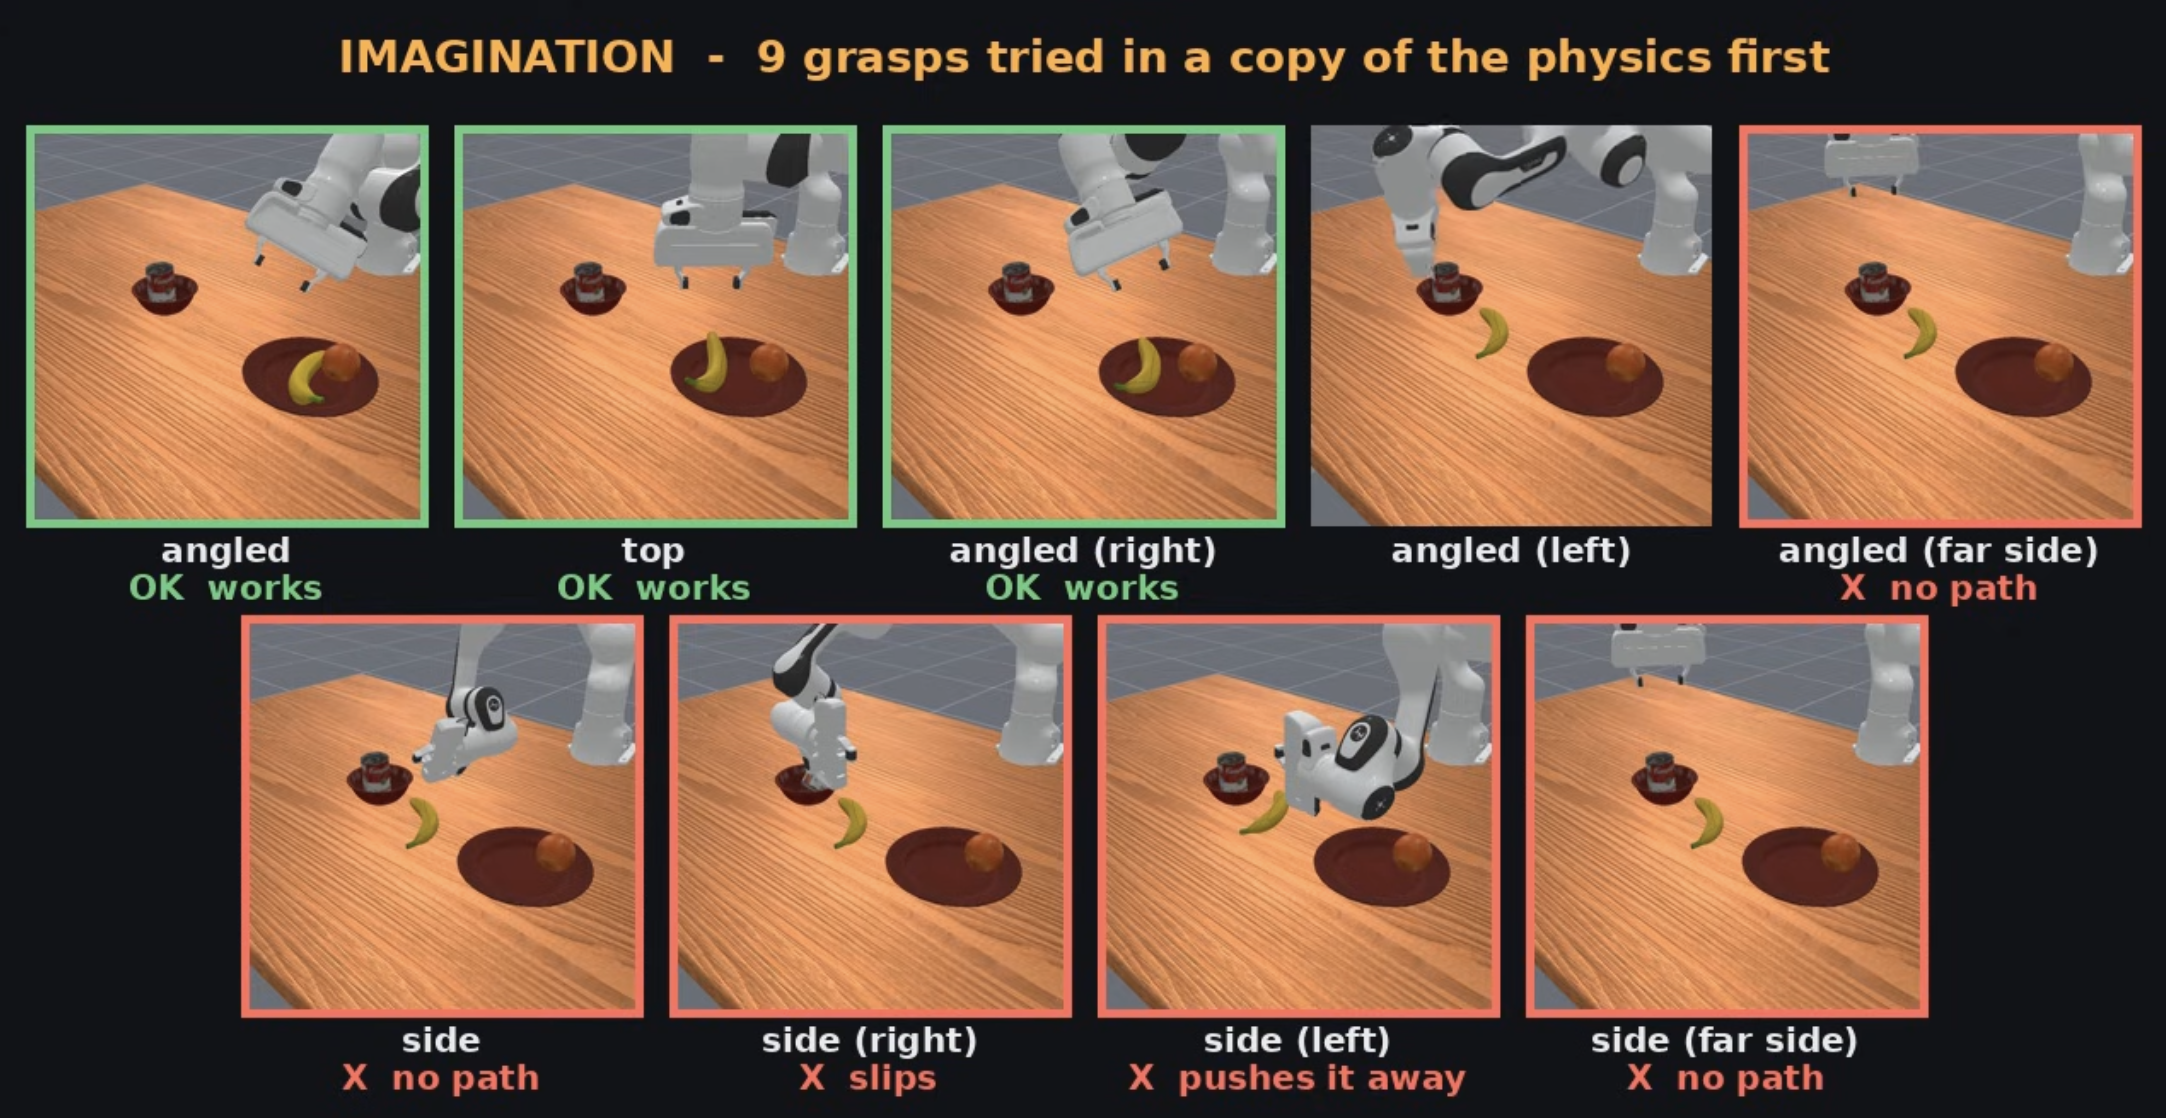 IMAGINATION - 9 grasps tried in a copy of the physics first
angled
OK works
top
OK works
angled (right)
OK works
angled (left)
angled (far side)
X no path
side
X no path
side (right)
X slips
side (left)
X pushes it away
side (far side)
X no path